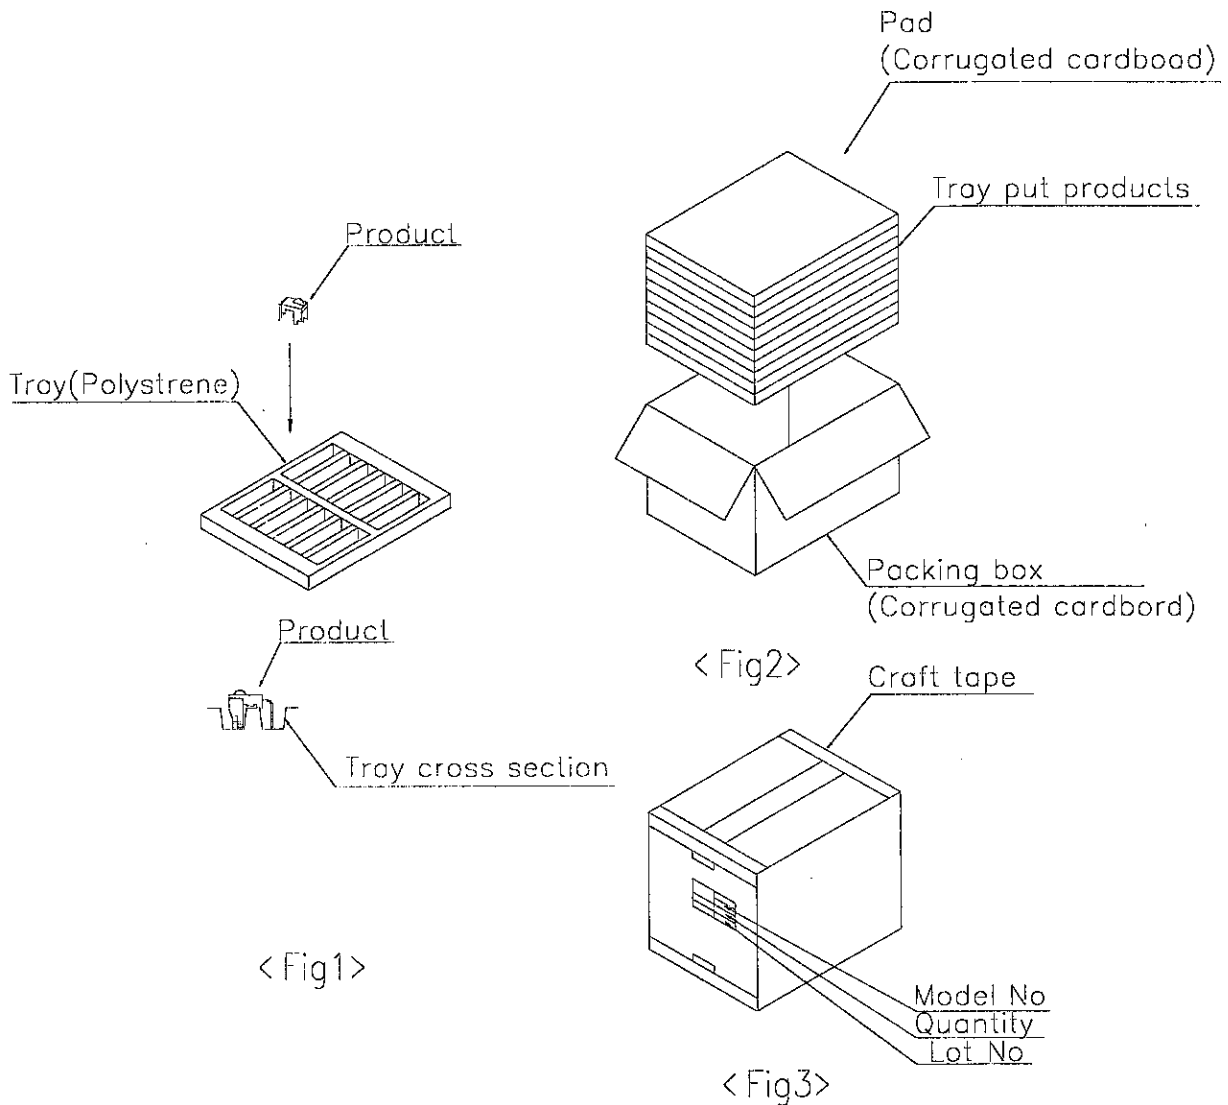 Product
Tray(Polystrene)
Product
Tray cross section
<Fig1>
Pad
(Corrugated cardboad)
Tray put products
Packing box
(Corrugated cardbord)
<Fig2>
Craft tape
Model No
Quantity
Lot No
<Fig3>